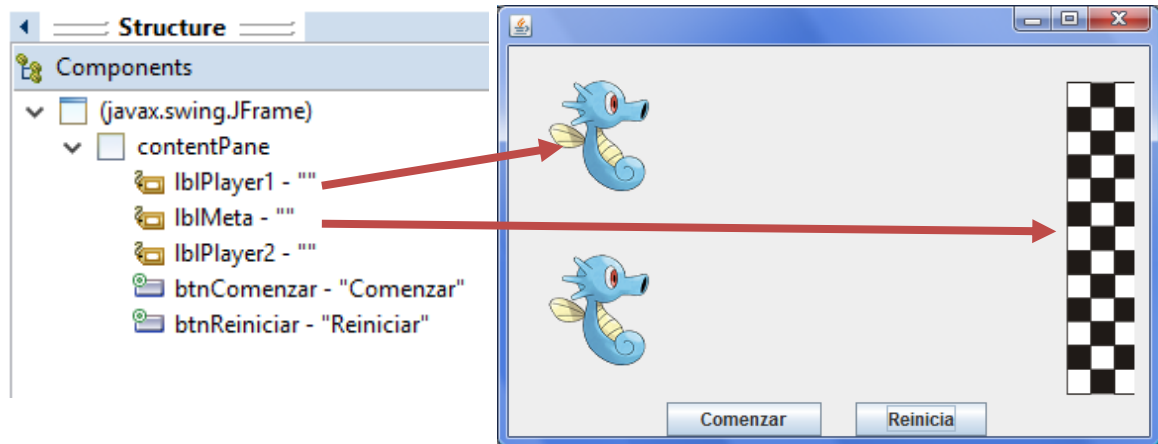 Structure
Components
(javax.swing.JFrame)
contentPane
lblPlayer1 - ""
lblMeta - ""
lblPlayer2 - ""
btnComenzar - "Comenzar"
btnReiniciar - "Reiniciar"
Comenzar
Reinicia